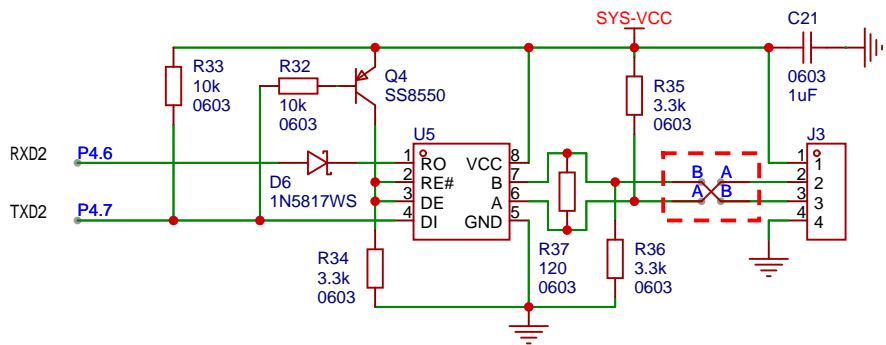 SYS-VCC
C21
0603
1uF
R33
10k
0603
R32
10k
0603
Q4
SS8550
R35
3.3k
0603
U5
J3
RXD2
P4.6
D6
1N5817WS
1
RO
VCC
8
2
RE#
B
7
3
DE
A
6
4
DI
GND
5
B A
A B
1 1
2 2
3 3
4 4
TXD2
P4.7
R34
3.3k
0603
R37
120
0603
R36
3.3k
0603